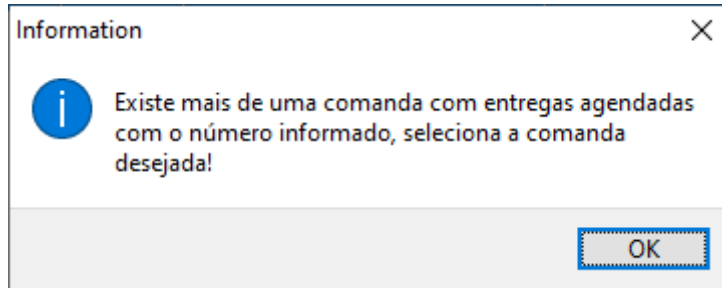 Information
Existe mais de uma comanda com entregas agendadas
com o número informado, seleciona a comanda
desejada!
OK